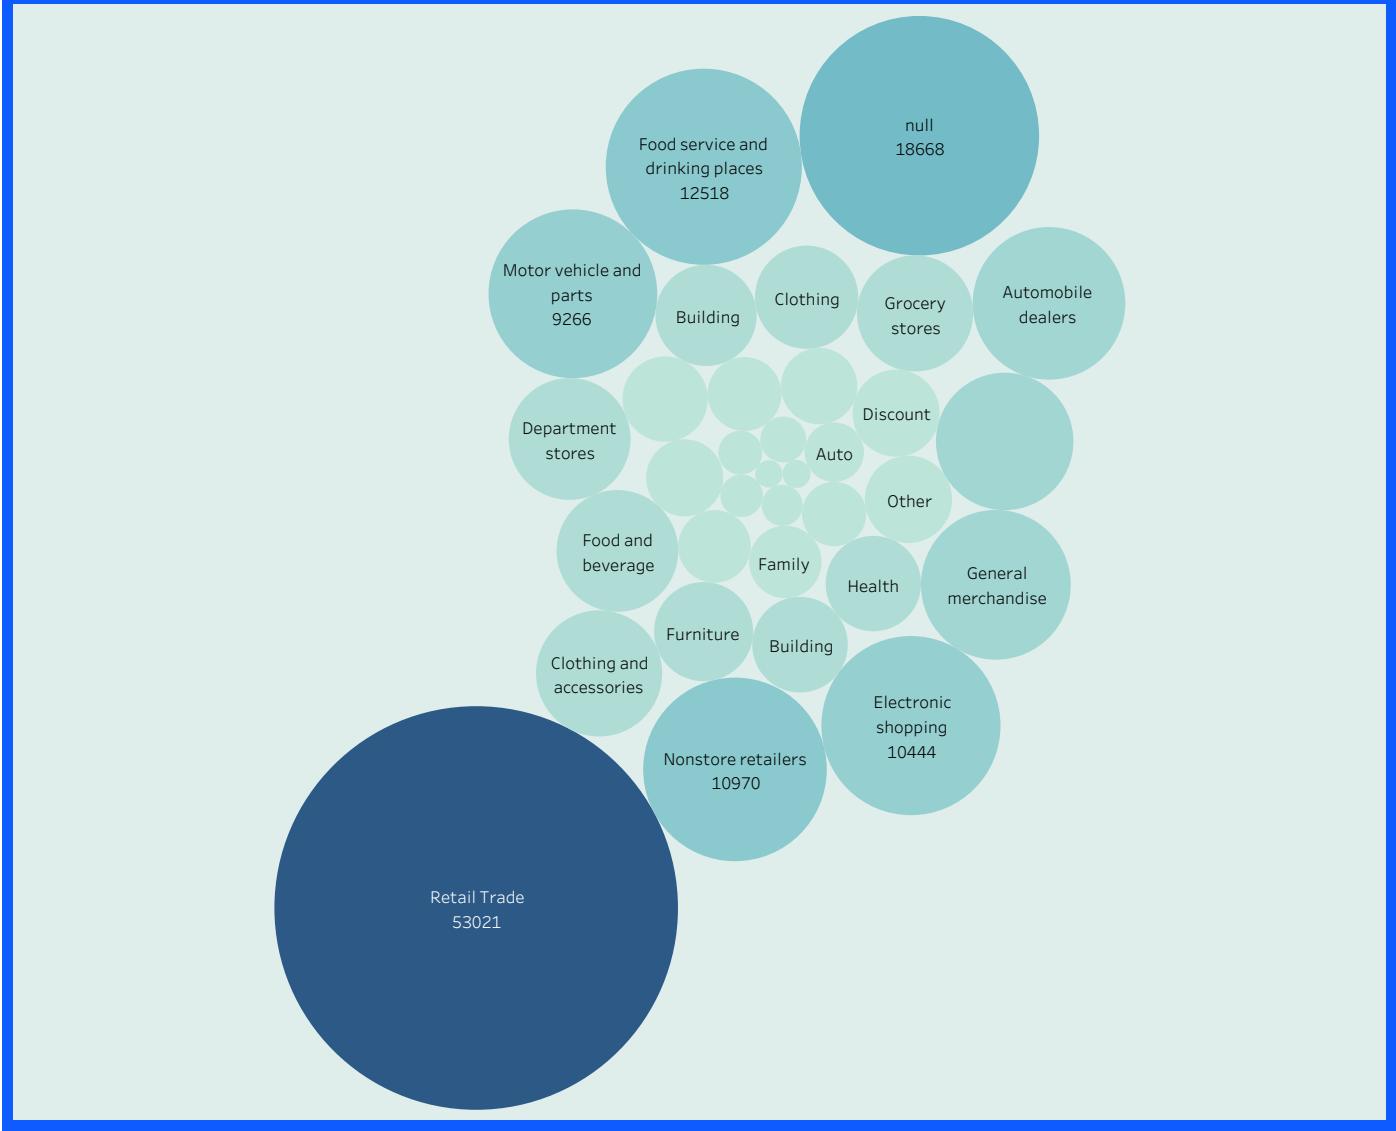 null
18668
Food service and
drinking places
12518
Motor vehicle and
parts
9266
Building
Clothing
Grocery
stores
Automobile
dealers
Department
stores
Discount
Auto
Other
Food and
beverage
Family
Health
General
merchandise
Furniture
Building
Clothing and
accessories
Electronic
shopping
10444
Nonstore retailers
10970
Retail Trade
53021